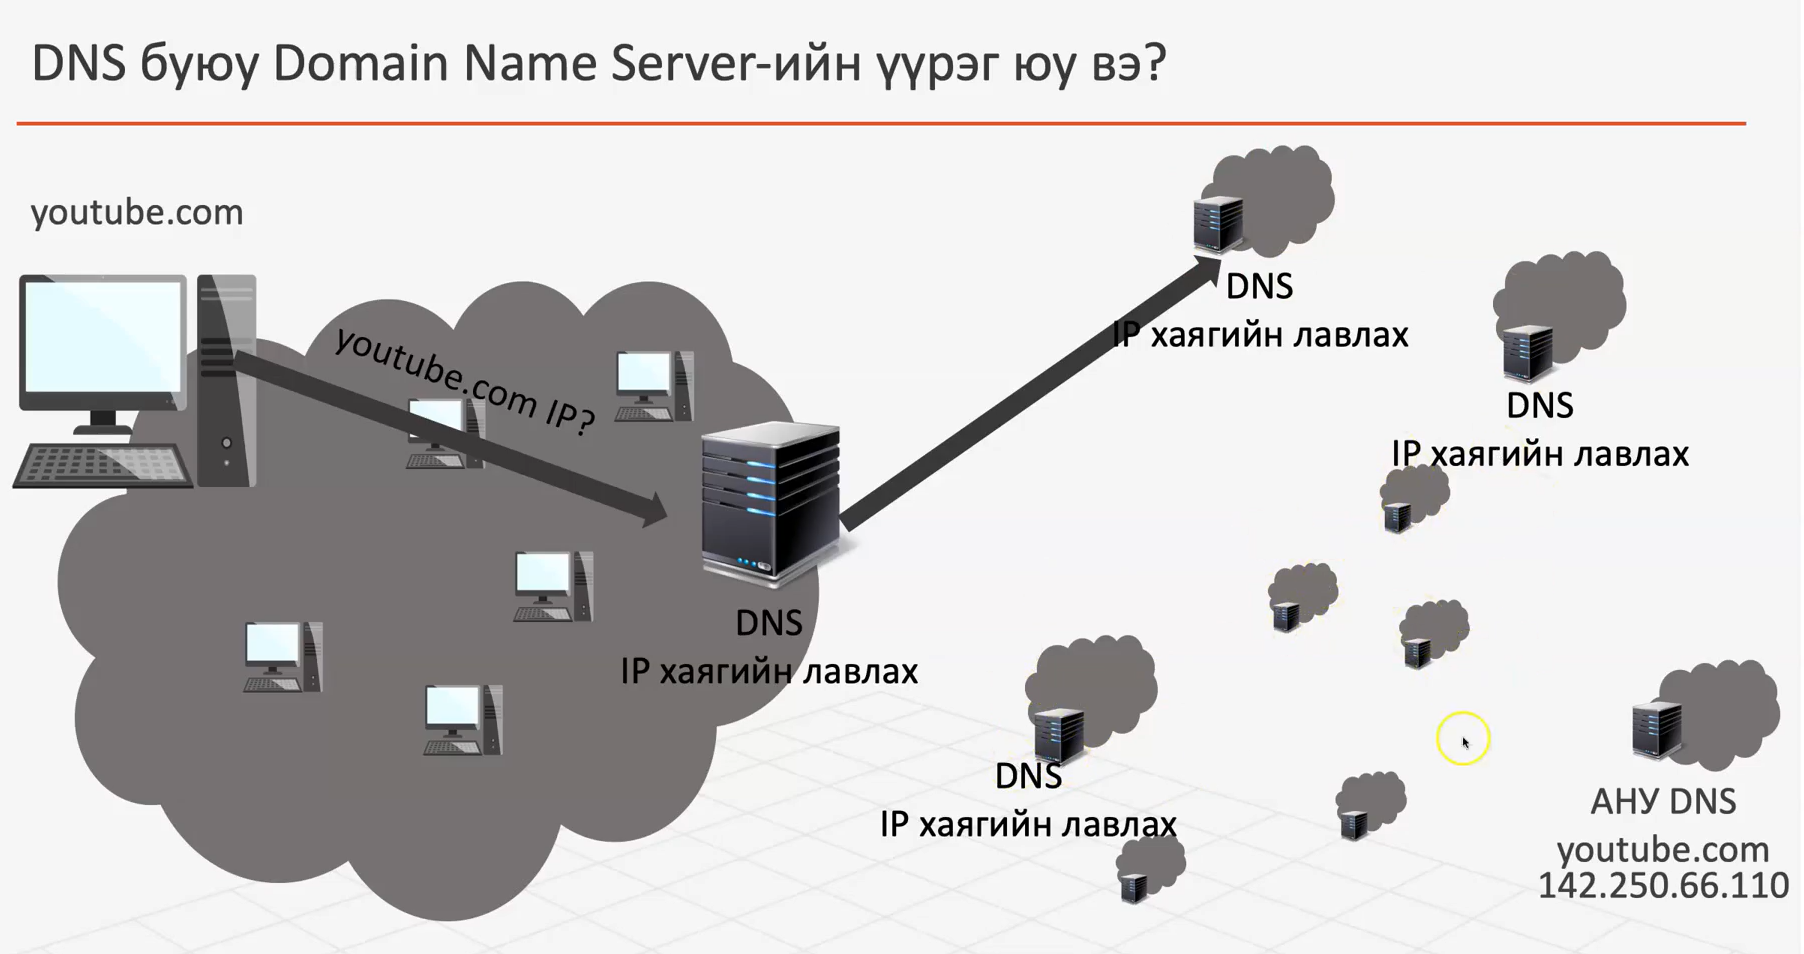 DNS буюу Domain Name Server-ийн үүрэг юу вэ?
youtube.com
youtube.com IP?
DNS
IP хаягийн лавлах
DNS
IP хаягийн лавлах
DNS
IP хаягийн лавлах
DNS
IP хаягийн лавлах
АНУ DNS
youtube.com
142.250.66.110